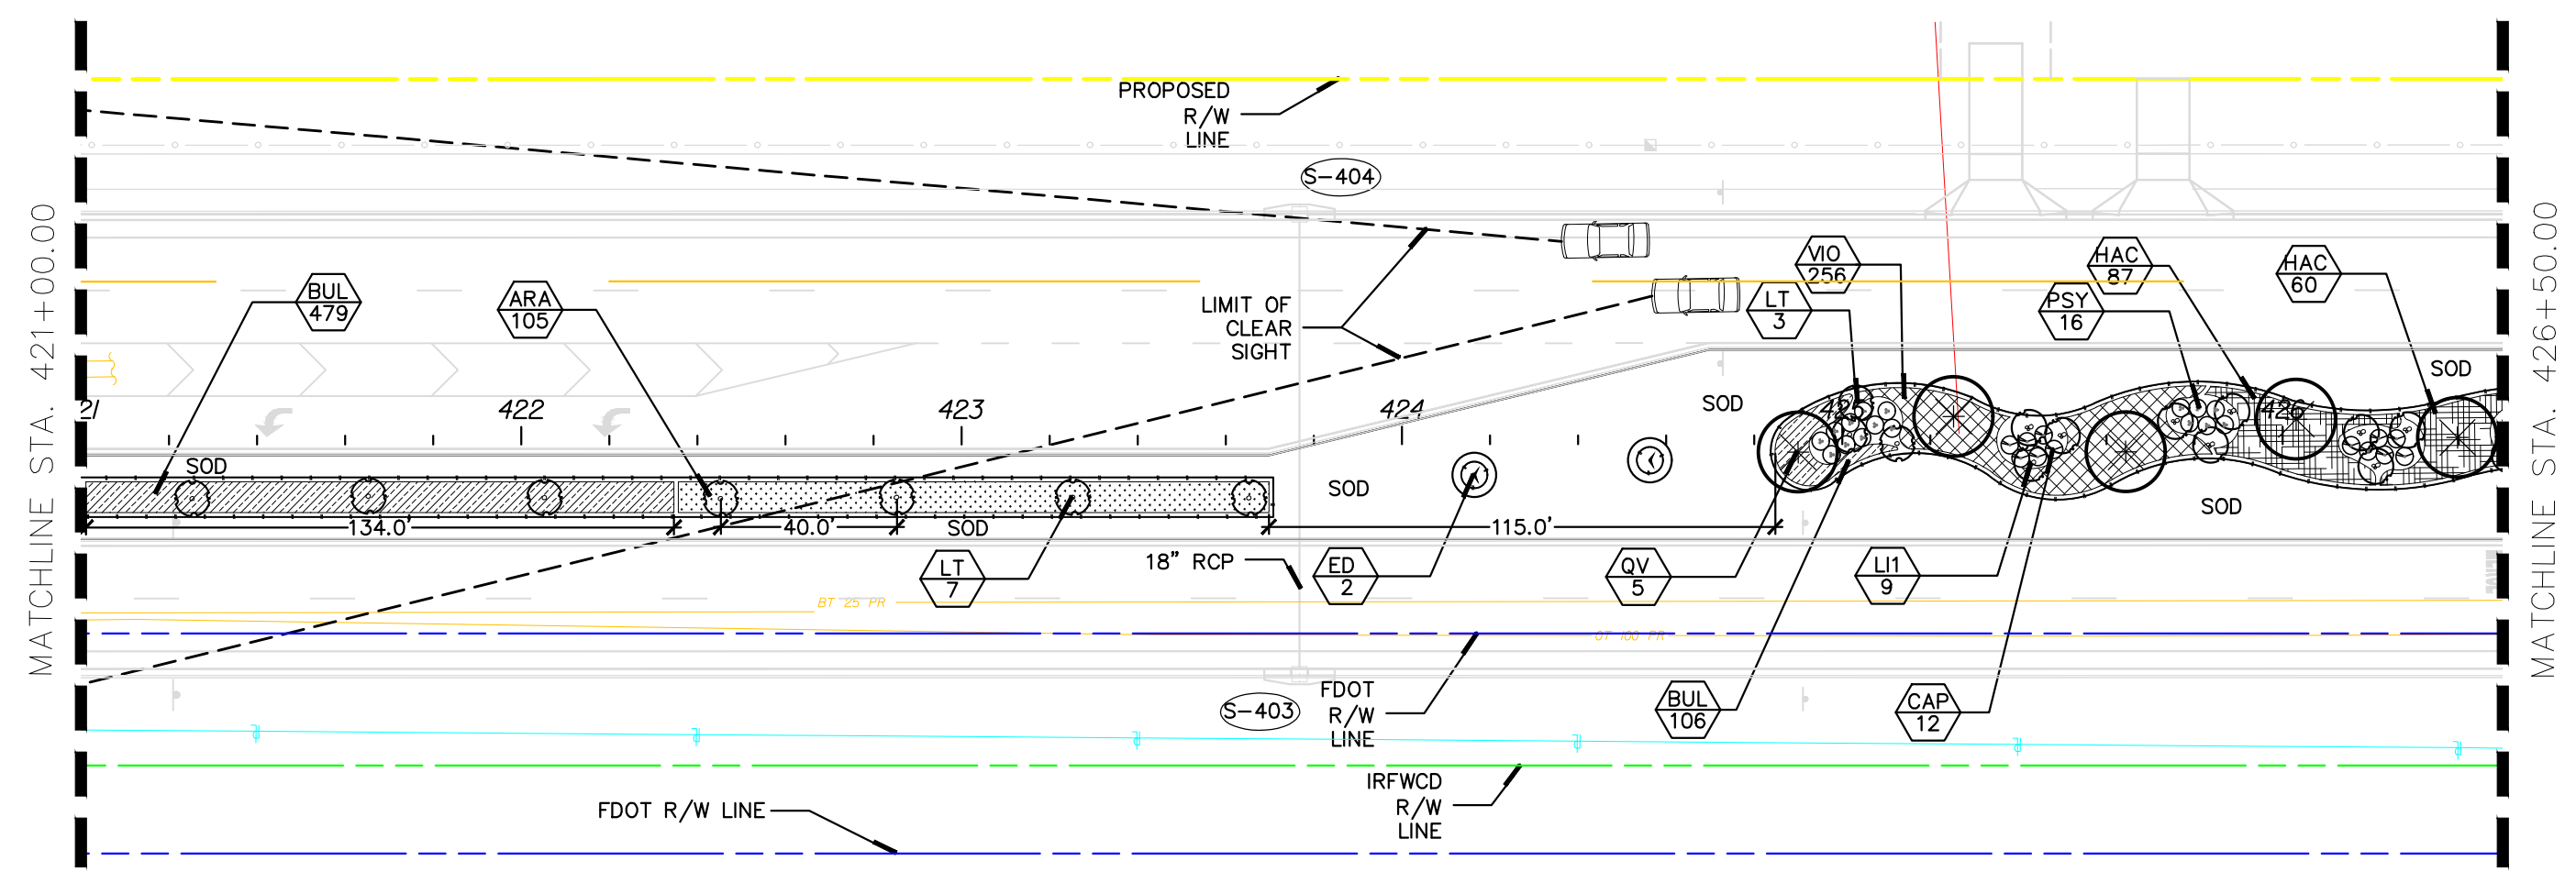 MATCHLINE STA. 421+00.00
PROPOSED
R/W
LINE
S-404
BUL
479
ARA
105
LIMIT OF
CLEAR
SIGHT
VIO
256
LT
3
HAC
87
PSY
16
HAC
60
SOD
21
422
423
424
425
426
SOD
SOD
SOD
SOD
134.0'
40.0'
SOD
115.0'
LT
7
18" RCP
ED
2
QV
5
LI1
9
BT 25 PR
OT 100 PR
S-403
FDOT
R/W
LINE
BUL
106
CAP
12
IRFWCD
R/W
LINE
FDOT R/W LINE
MATCHLINE STA. 426+50.00